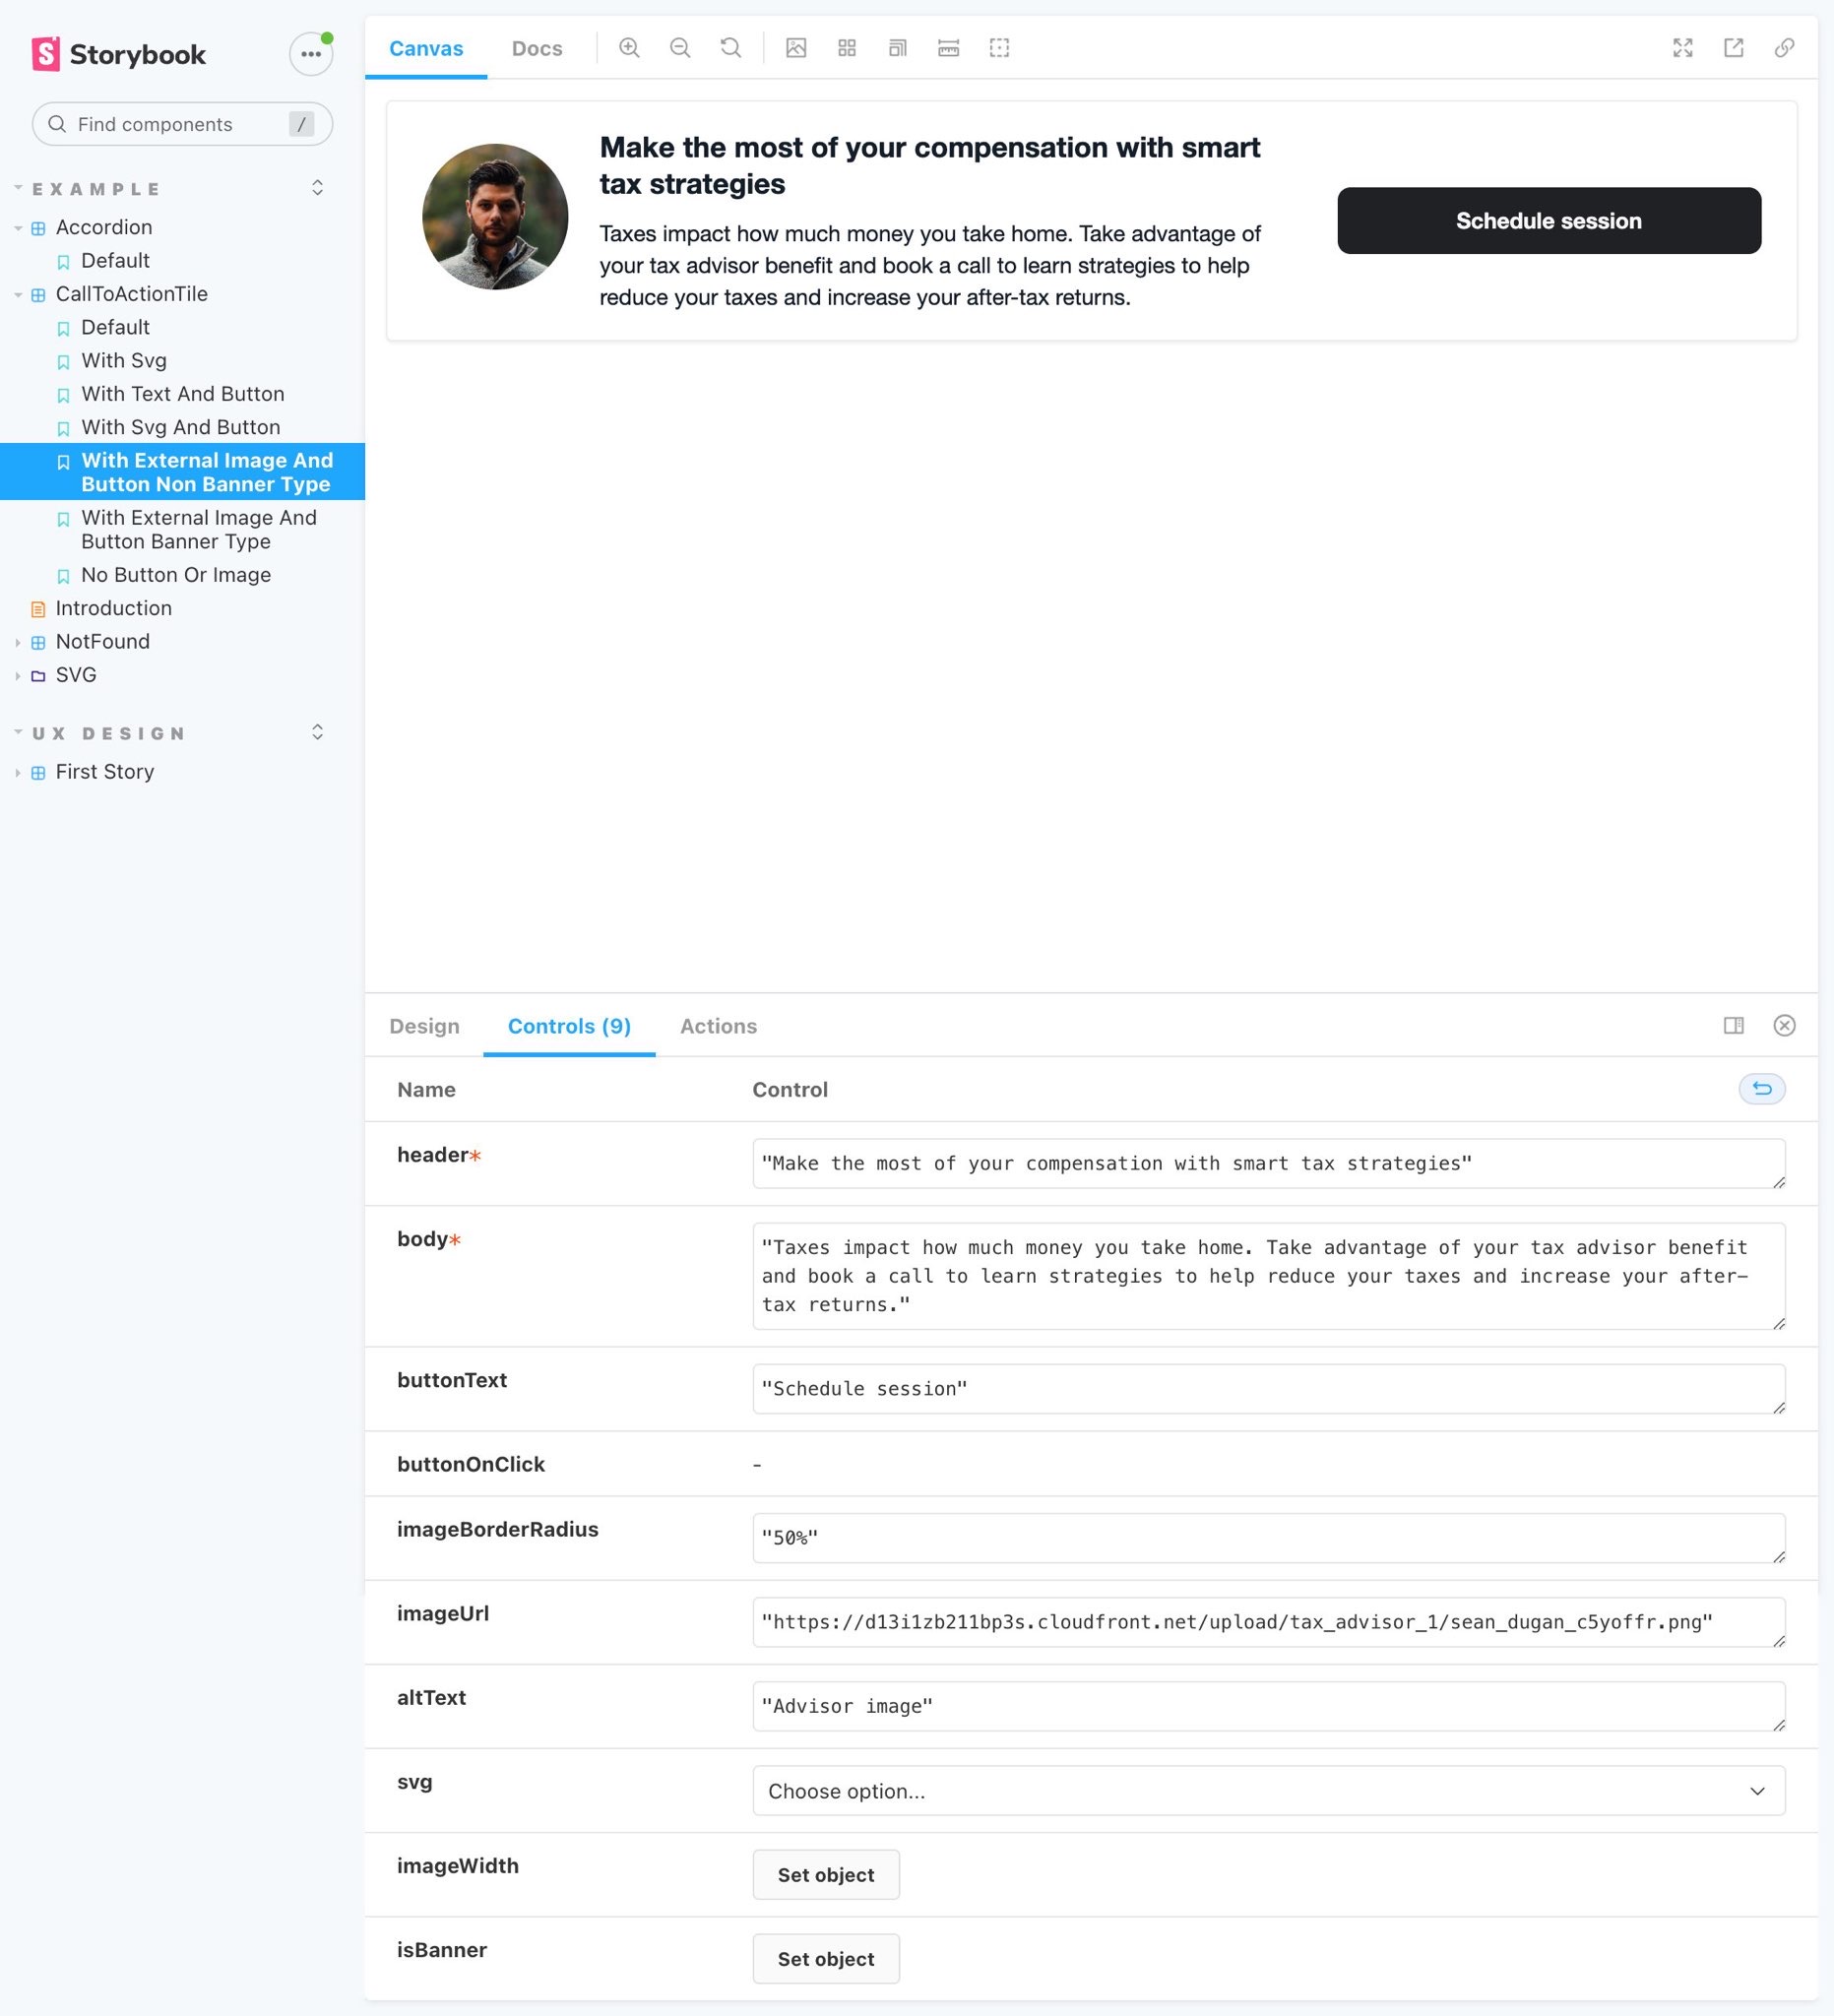 Storybook
Find components
/
EXAMPLE
Accordion
Default
CallToActionTile
Default
With Svg
With Text And Button
With Svg And Button
With External Image And
Button Non Banner Type
With External Image And
Button Banner Type
No Button Or Image
Introduction
NotFound
SVG
UX DESIGN
First Story
Canvas
Docs
Make the most of your compensation with smart
tax strategies
Taxes impact how much money you take home. Take advantage of
your tax advisor benefit and book a call to learn strategies to help
reduce your taxes and increase your after-tax returns.
Schedule session
Design
Controls (9)
Actions
Name
Control
header*
"Make the most of your compensation with smart tax strategies"
body*
"Taxes impact how much money you take home. Take advantage of your tax advisor benefit
and book a call to learn strategies to help reduce your taxes and increase your after-
tax returns."
buttonText
"Schedule session"
buttonOnClick
-
imageBorderRadius
"50%"
imageUrl
"https://d13i1zb211bp3s.cloudfront.net/upload/tax_advisor_1/sean_dugan_c5yoffr.png"
altText
"Advisor image"
svg
Choose option...
imageWidth
Set object
isBanner
Set object